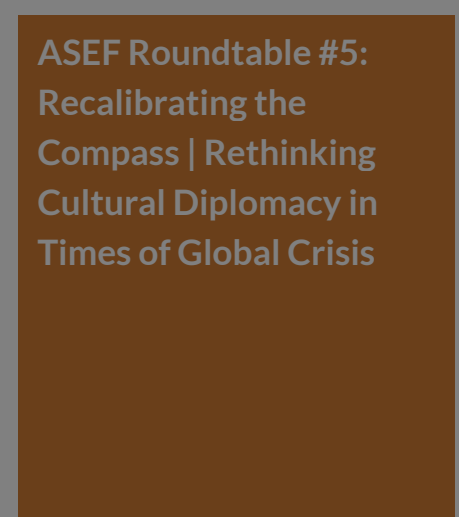 ASEF Roundtable #5:
Recalibrating the
Compass | Rethinking
Cultural Diplomacy in
Times of Global Crisis